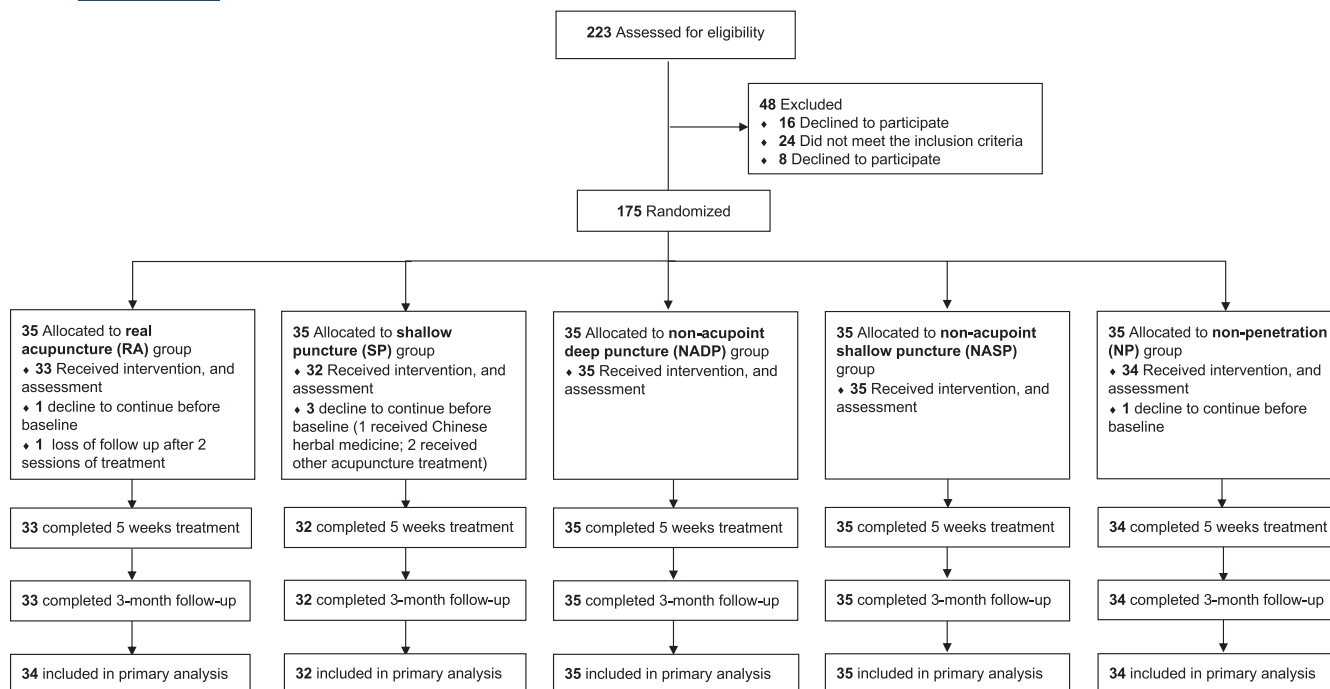 223 Assessed for eligibility
48 Excluded
♦ 16 Declined to participate
♦ 24 Did not meet the inclusion criteria
♦ 8 Declined to participate
175 Randomized
35 Allocated to real
acupuncture (RA) group
♦ 33 Received intervention, and
assessment
♦ 1 decline to continue before
baseline
♦ 1 loss of follow up after 2
sessions of treatment
35 Allocated to shallow
puncture (SP) group
♦ 32 Received intervention, and
assessment
♦ 3 decline to continue before
baseline (1 received Chinese
herbal medicine; 2 received
other acupuncture treatment)
35 Allocated to non-acupoint
deep puncture (NADP) group
♦ 35 Received intervention, and
assessment
35 Allocated to non-acupoint
shallow puncture (NASP)
group
♦ 35 Received intervention, and
assessment
35 Allocated to non-penetration
(NP) group
♦ 34 Received intervention, and
assessment
♦ 1 decline to continue before
baseline
33 completed 5 weeks treatment
32 completed 5 weeks treatment
35 completed 5 weeks treatment
35 completed 5 weeks treatment
34 completed 5 weeks treatment
33 completed 3-month follow-up
32 completed 3-month follow-up
35 completed 3-month follow-up
35 completed 3-month follow-up
34 completed 3-month follow-up
34 included in primary analysis
32 included in primary analysis
35 included in primary analysis
35 included in primary analysis
34 included in primary analysis